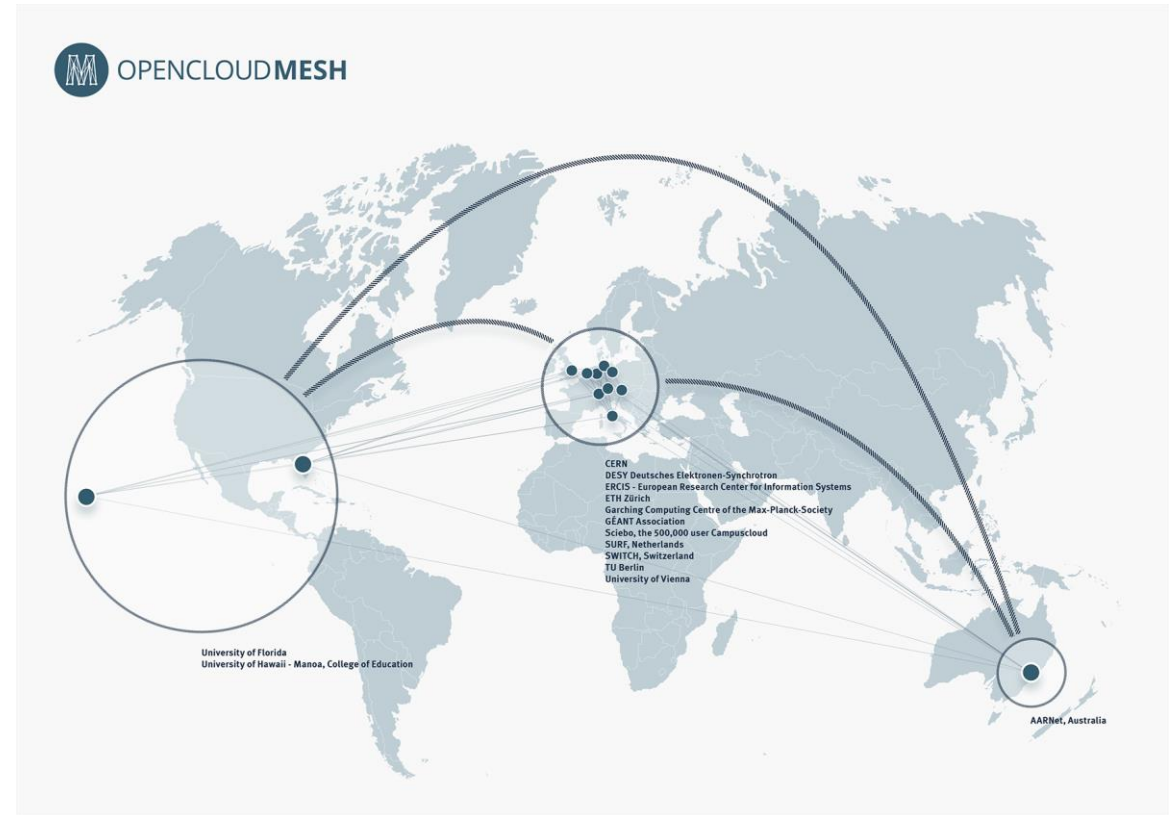 OPENCLOUDMESH
CERN
DESY Deutsches Elektronen-Synchrotron
ERCIS - European Research Center for Information Systems
ETH Zürich
Garching Computing Centre of the Max-Planck-Society
GÉANT Association
Sciebo, the 500,000 user Campuscloud
SURF, Netherlands
SWITCH, Switzerland
TU Berlin
University of Vienna
University of Florida
University of Hawaii - Manoa, College of Education
AARNet, Australia